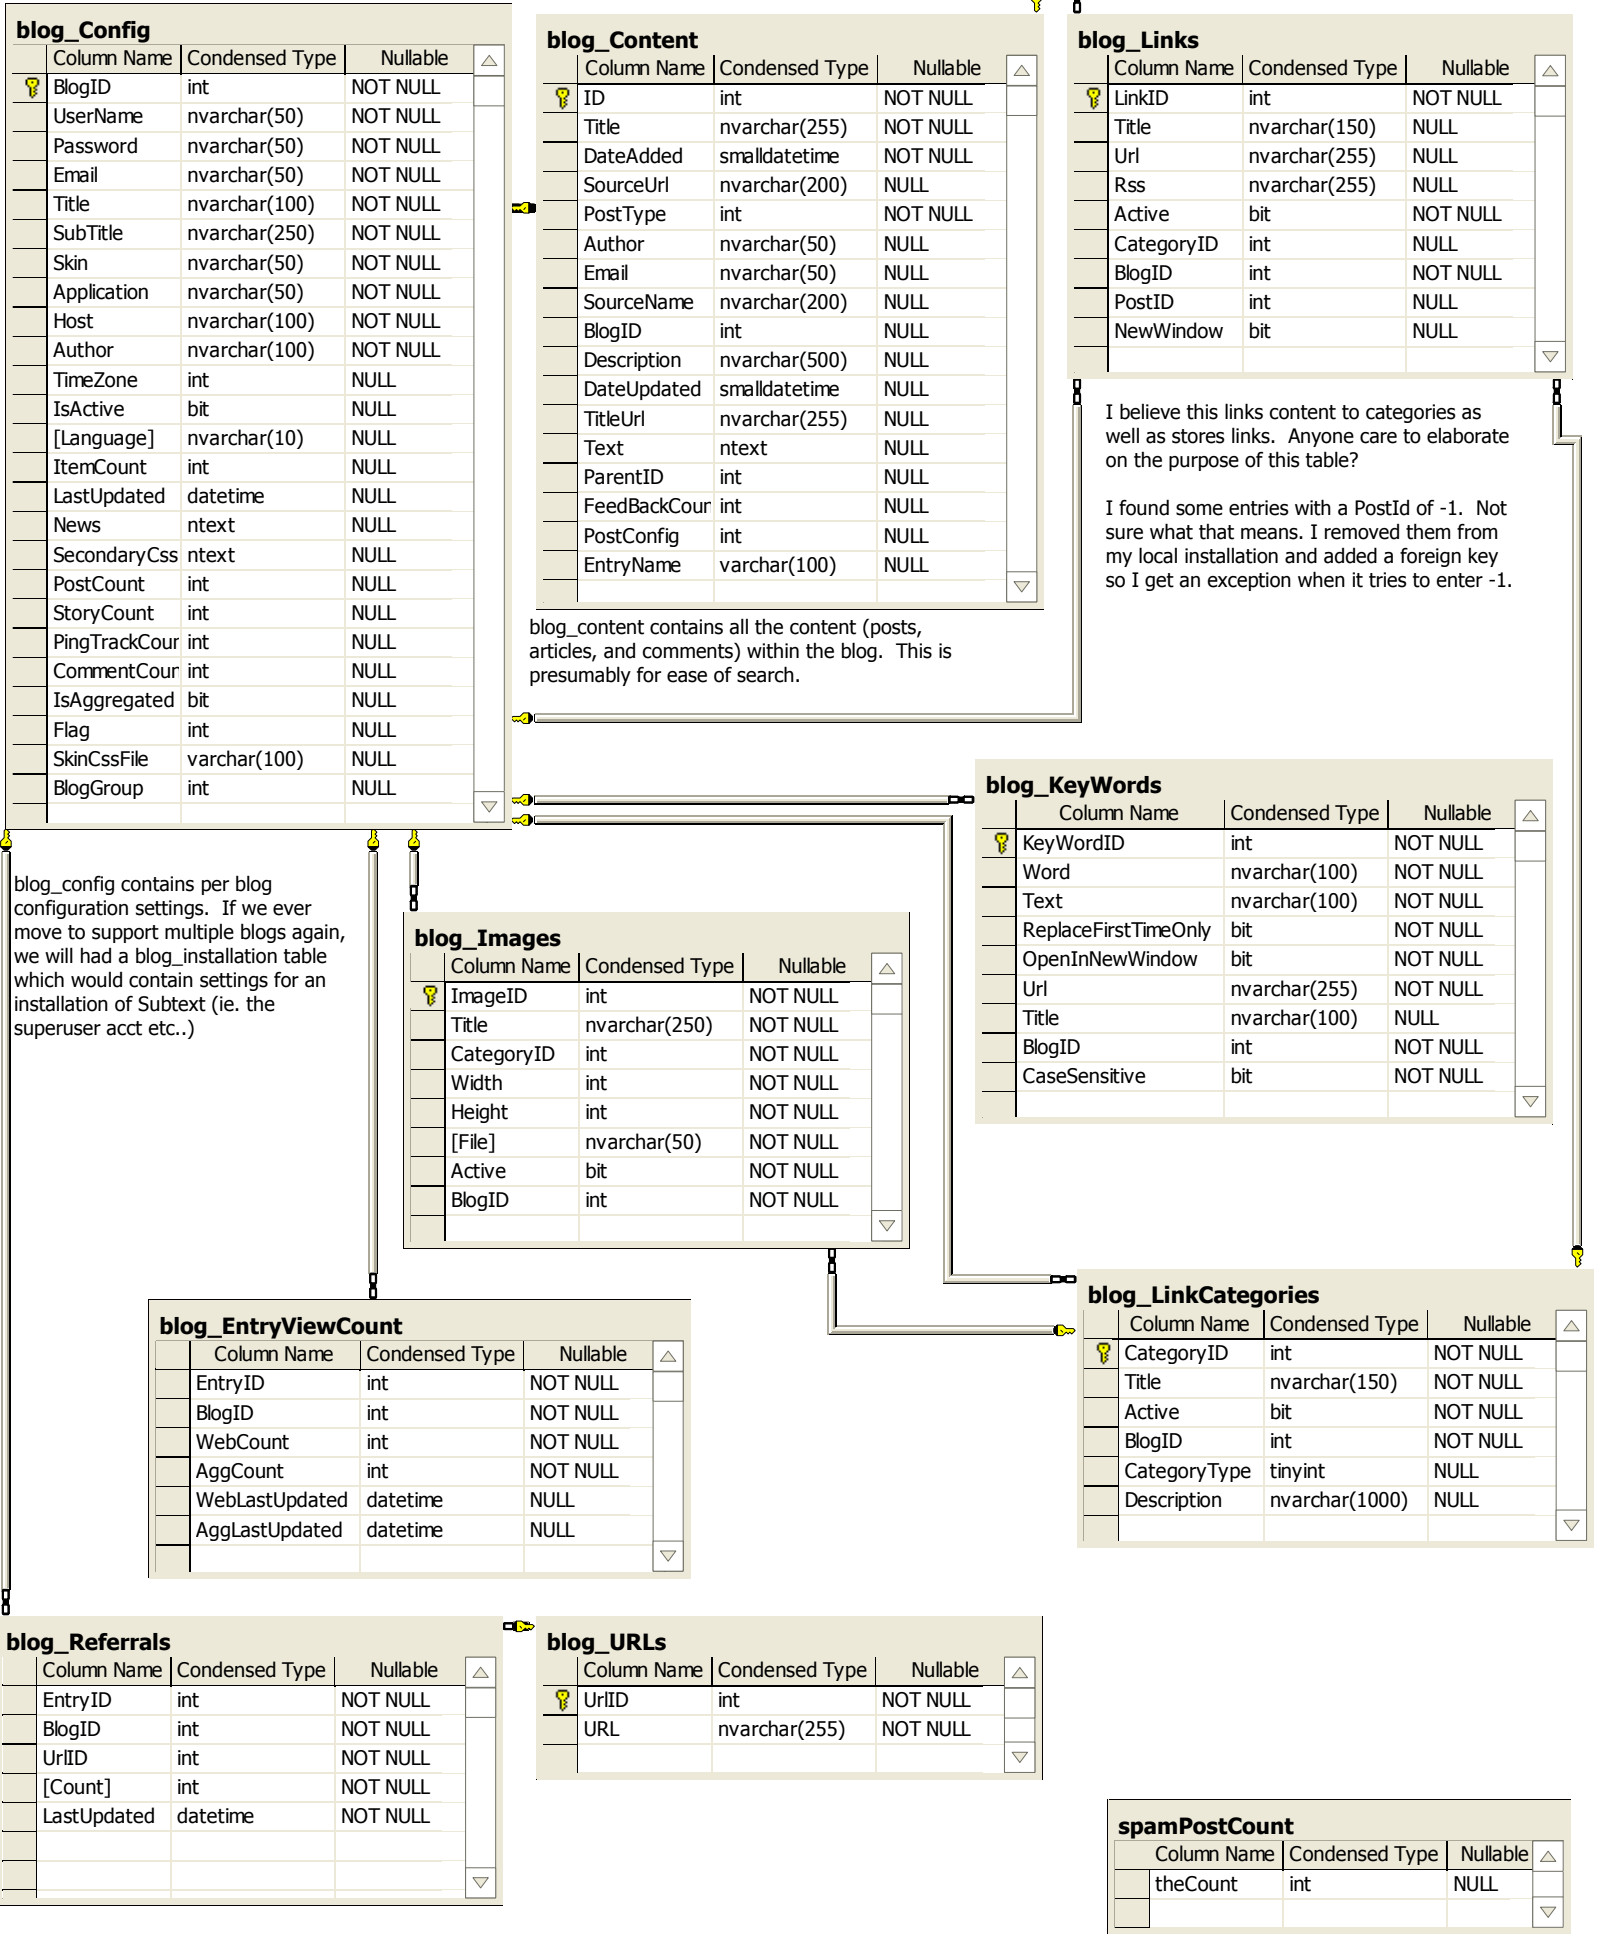 blog_Config
Column Name Condensed Type Nullable
BlogID int NOT NULL
UserName nvarchar(50) NOT NULL
Password nvarchar(50) NOT NULL
Email nvarchar(50) NOT NULL
Title nvarchar(100) NOT NULL
SubTitle nvarchar(250) NOT NULL
Skin nvarchar(50) NOT NULL
Application nvarchar(50) NOT NULL
Host nvarchar(100) NOT NULL
Author nvarchar(100) NOT NULL
TimeZone int NULL
IsActive bit NULL
[Language] nvarchar(10) NULL
ItemCount int NULL
LastUpdated datetime NULL
News ntext NULL
SecondaryCss ntext NULL
PostCount int NULL
StoryCount int NULL
PingTrackCour int NULL
CommentCour int NULL
IsAggregated bit NULL
Flag int NULL
SkinCssFile varchar(100) NULL
BlogGroup int NULL
blog_Content
Column Name Condensed Type Nullable
ID int NOT NULL
Title nvarchar(255) NOT NULL
DateAdded smalldatetime NOT NULL
SourceUrl nvarchar(200) NULL
PostType int NOT NULL
Author nvarchar(50) NULL
Email nvarchar(50) NULL
SourceName nvarchar(200) NULL
BlogID int NULL
Description nvarchar(500) NULL
DateUpdated smalldatetime NULL
TitleUrl nvarchar(255) NULL
Text ntext NULL
ParentID int NULL
FeedBackCour int NULL
PostConfig int NULL
EntryName varchar(100) NULL
blog_content contains all the content (posts,
articles, and comments) within the blog. This is
presumably for ease of search.
blog_Links
Column Name Condensed Type Nullable
LinkID int NOT NULL
Title nvarchar(150) NULL
Url nvarchar(255) NULL
Rss nvarchar(255) NULL
Active bit NOT NULL
CategoryID int NULL
BlogID int NOT NULL
PostID int NULL
NewWindow bit NULL
I believe this links content to categories as
well as stores links. Anyone care to elaborate
on the purpose of this table?
I found some entries with a PostId of -1. Not
sure what that means. I removed them from
my local installation and added a foreign key
so I get an exception when it tries to enter -1.
blog_KeyWords
Column Name Condensed Type Nullable
KeyWordID int NOT NULL
Word nvarchar(100) NOT NULL
Text nvarchar(100) NOT NULL
ReplaceFirstTimeOnly bit NOT NULL
OpenInNewWindow bit NOT NULL
Url nvarchar(255) NOT NULL
Title nvarchar(100) NULL
BlogID int NOT NULL
CaseSensitive bit NOT NULL
blog_config contains per blog
configuration settings. If we ever
move to support multiple blogs again,
we will had a blog_installation table
which would contain settings for an
installation of Subtext (ie. the
superuser acct etc..)
blog_Images
Column Name Condensed Type Nullable
ImageID int NOT NULL
Title nvarchar(250) NOT NULL
CategoryID int NOT NULL
Width int NOT NULL
Height int NOT NULL
[File] nvarchar(50) NOT NULL
Active bit NOT NULL
BlogID int NOT NULL
blog_EntryViewCount
Column Name Condensed Type Nullable
EntryID int NOT NULL
BlogID int NOT NULL
WebCount int NOT NULL
AggCount int NOT NULL
WebLastUpdated datetime NULL
AggLastUpdated datetime NULL
blog_LinkCategories
Column Name Condensed Type Nullable
CategoryID int NOT NULL
Title nvarchar(150) NOT NULL
Active bit NOT NULL
BlogID int NOT NULL
CategoryType tinyint NULL
Description nvarchar(1000) NULL
blog_Referrals
Column Name Condensed Type Nullable
EntryID int NOT NULL
BlogID int NOT NULL
UrlID int NOT NULL
[Count] int NOT NULL
LastUpdated datetime NOT NULL
blog_URLs
Column Name Condensed Type Nullable
UrlID int NOT NULL
URL nvarchar(255) NOT NULL
spamPostCount
Column Name Condensed Type Nullable
theCount int NULL